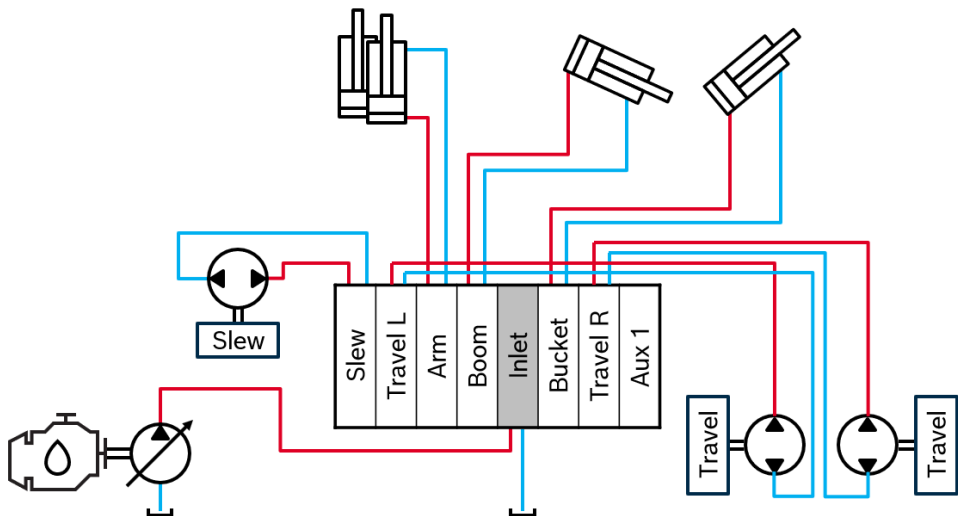 Slew
Slew
Travel L
Arm
Boom
Inlet
Bucket
Travel R
Aux 1
Travel
Travel